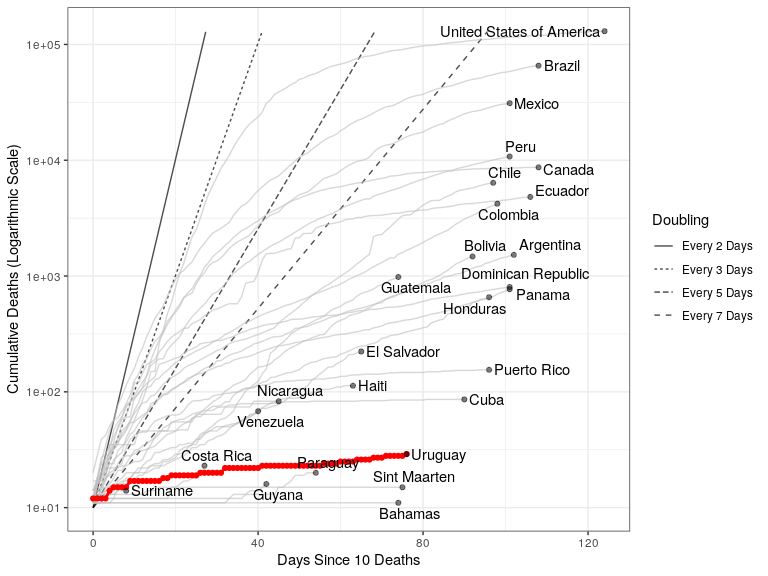 Cumulative Deaths (Logarithmic Scale)
1e+05
1e+04
1e+03
1e+02
1e+01
United States of America
Brazil
Mexico
Peru
Chile
Canada
Ecuador
Colombia
Bolivia
Argentina
Dominican Republic
Guatemala
Panama
Honduras
El Salvador
Puerto Rico
Haiti
Nicaragua
Cuba
Venezuela
Costa Rica
Paraguay
Uruguay
Sint Maarten
Suriname
Guyana
Bahamas
0
40
80
120
Days Since 10 Deaths
Doubling
Every 2 Days
Every 3 Days
Every 5 Days
Every 7 Days